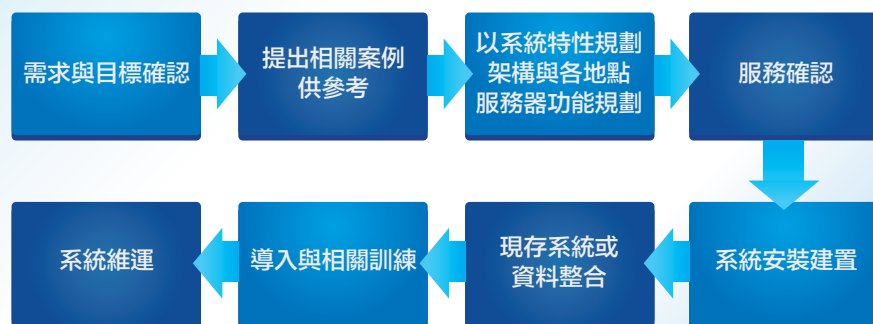 需求與目標確認
提出相關案例
供參考
以系統特性規劃
架構與各地點
服務器功能規劃
服務確認
系統安裝建置
現存系統或
資料整合
導入與相關訓練
系統維運